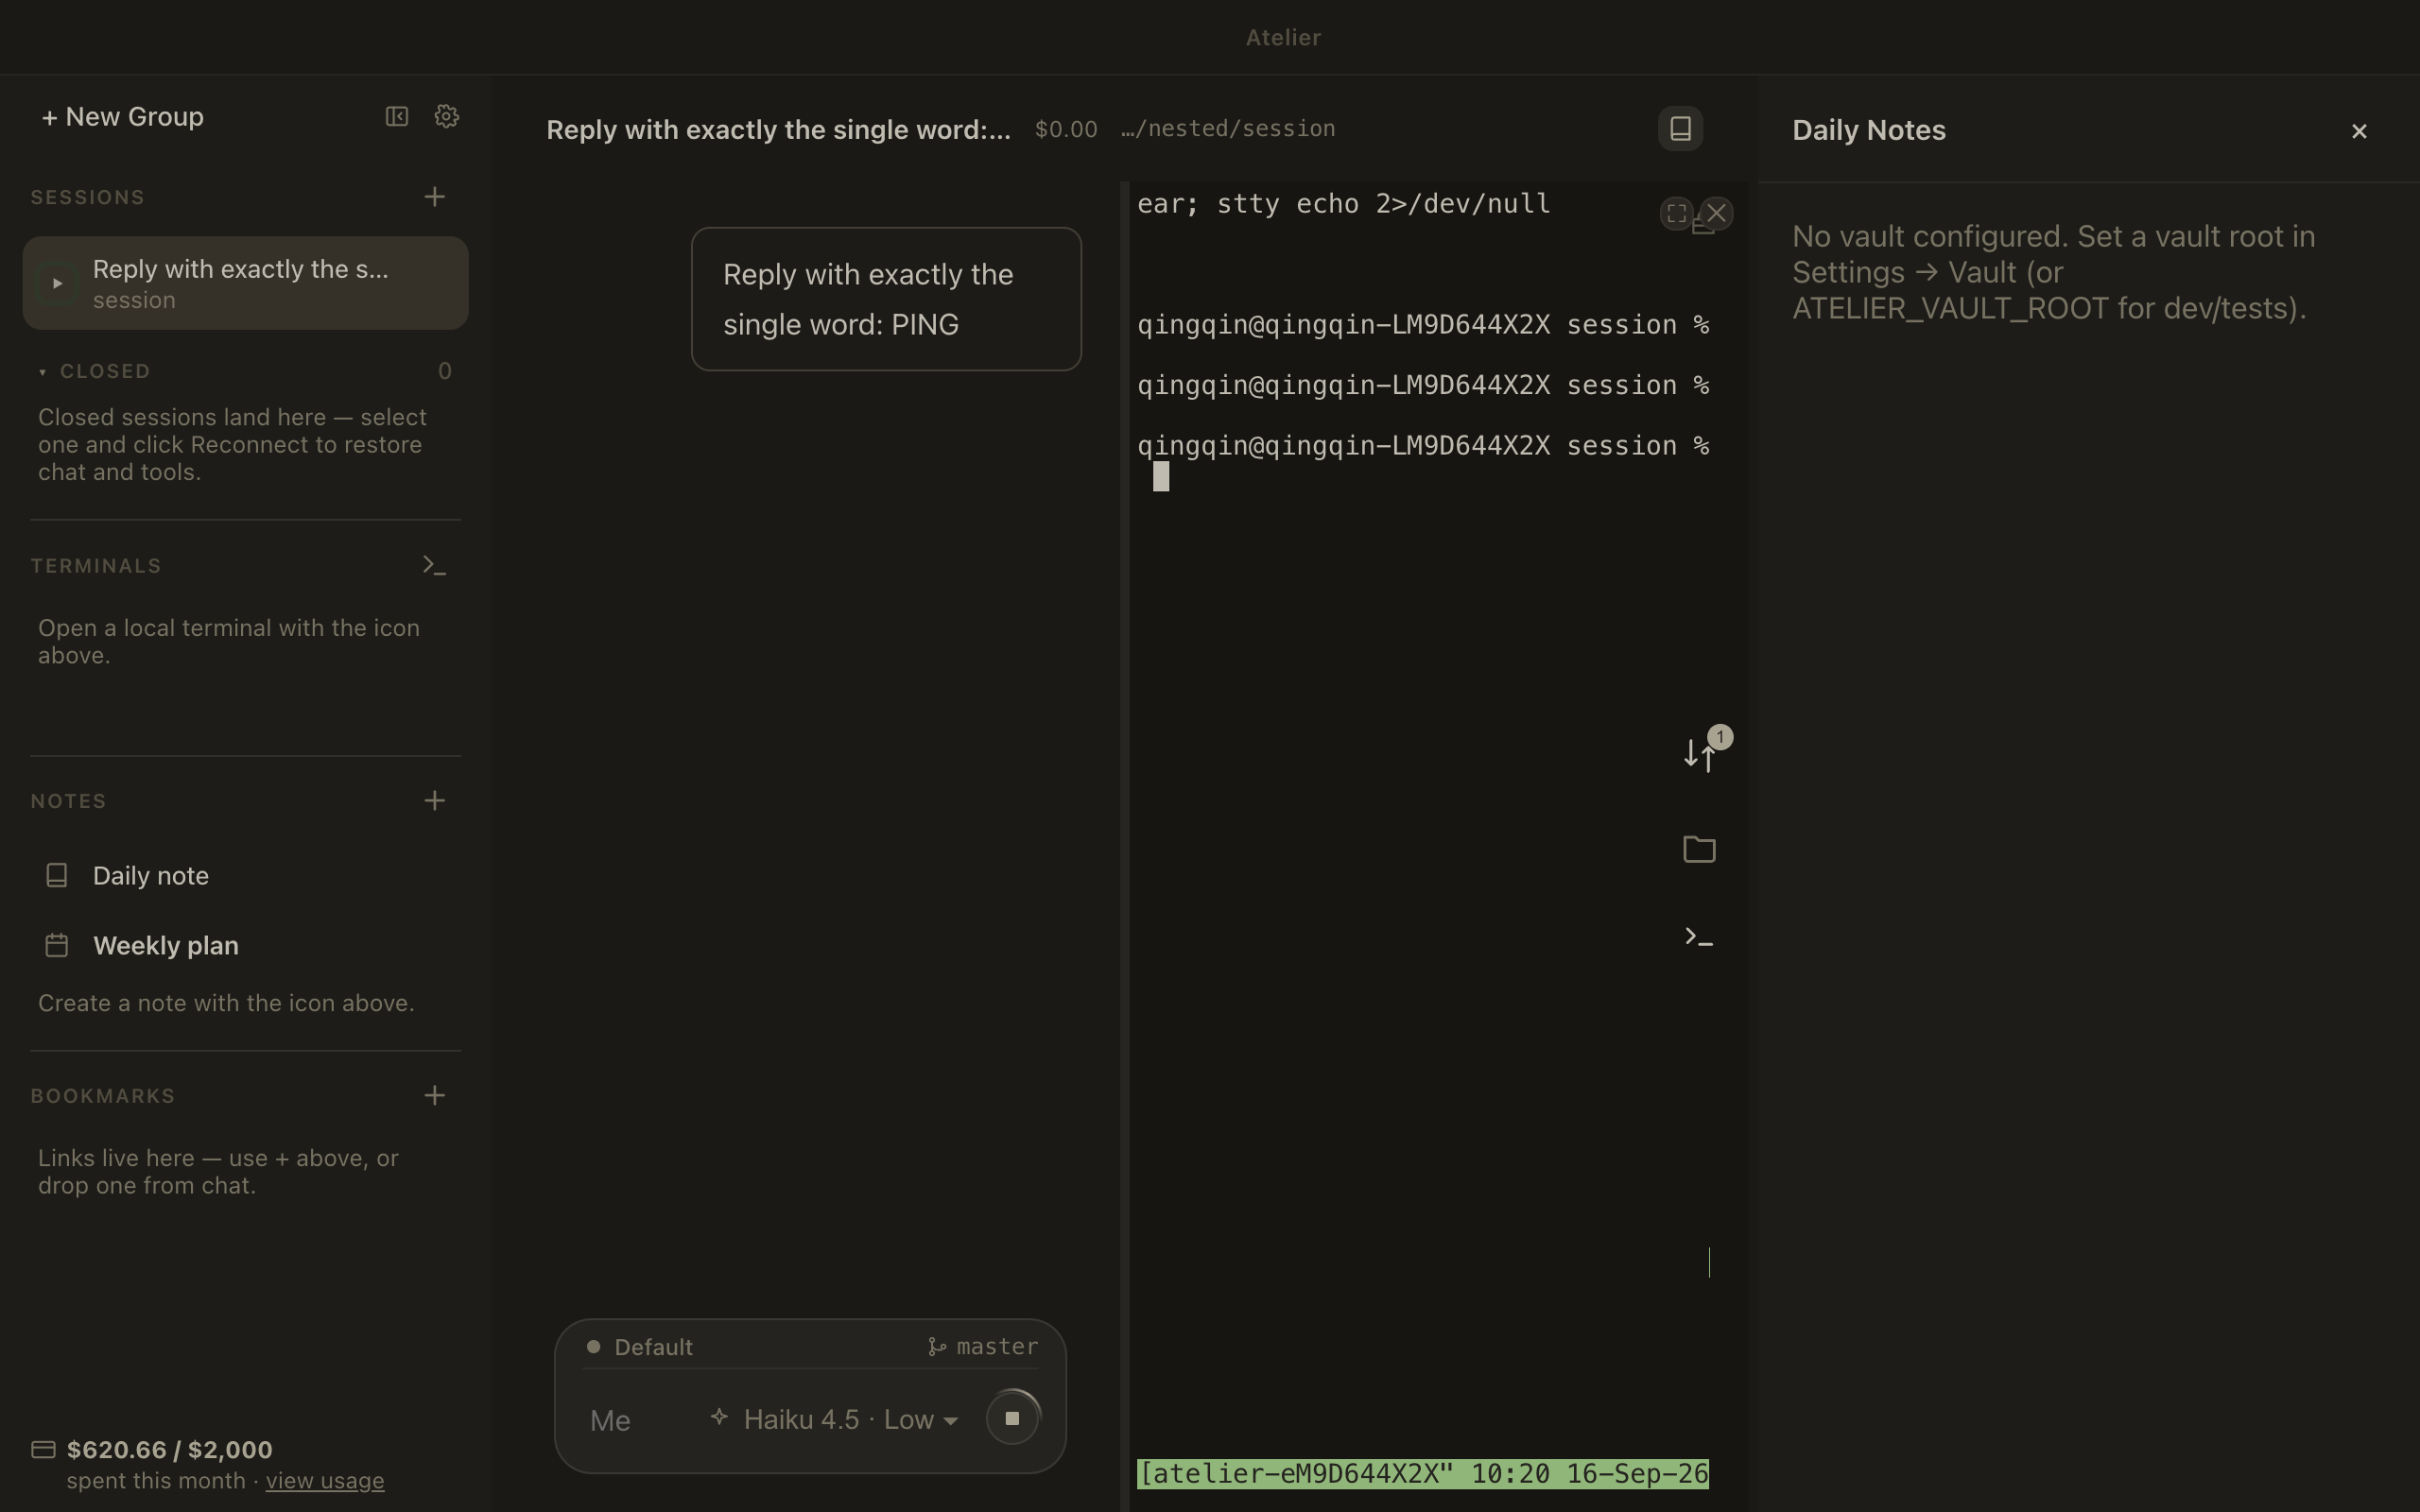 Atelier
+ New Group
SESSIONS
Reply with exactly the s...
session
CLOSED 0
Closed sessions land here — select
one and click Reconnect to restore
chat and tools.
TERMINALS
Open a local terminal with the icon
above.
NOTES
Daily note
Weekly plan
Create a note with the icon above.
BOOKMARKS
Links live here — use + above, or
drop one from chat.
$620.66 / $2,000
spent this month · view usage
Reply with exactly the single word:... $0.00 …/nested/session
Reply with exactly the
single word: PING
Default master
Me Haiku 4.5 · Low
ear; stty echo 2>/dev/null
qingqin@qingqin-LM9D644X2X session %
qingqin@qingqin-LM9D644X2X session %
qingqin@qingqin-LM9D644X2X session %
1
[atelier-eM9D644X2X" 10:20 16-Sep-26
Daily Notes
No vault configured. Set a vault root in
Settings → Vault (or
ATELIER_VAULT_ROOT for dev/tests).